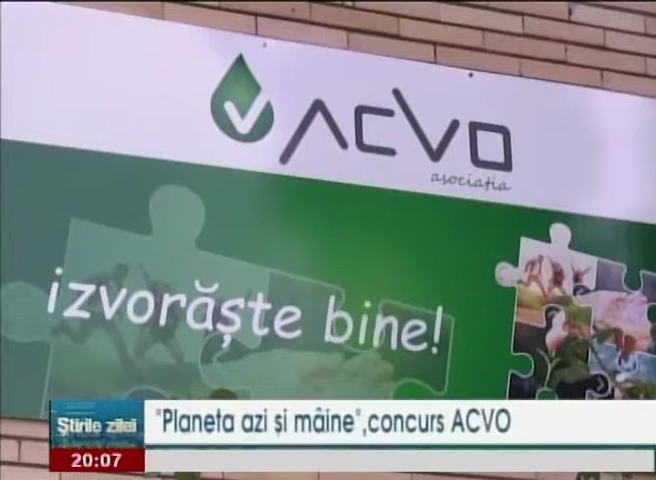 ACVO
asociația
izvorăște bine!
Știrile zilei
"Planeta azi și mâine",concurs ACVO
20:07